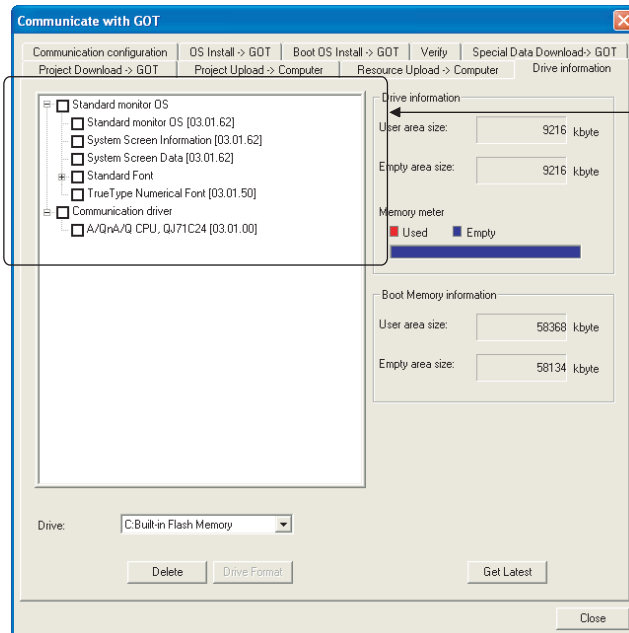 Communicate with GOT
Communication configuration OS Install -> GOT Boot OS Install -> GOT Verify Special Data Download-> GOT
Project Download -> GOT Project Upload -> Computer Resource Upload -> Computer Drive information
Standard monitor OS
Standard monitor OS [03.01.62]
System Screen Information [03.01.62]
System Screen Data [03.01.62]
Standard Font
TrueType Numerical Font [03.01.50]
Communication driver
A/QnA/Q CPU, QJ71C24 [03.01.00]
Drive information
User area size: 9216 kbyte
Empty area size: 9216 kbyte
Memory meter
Used Empty
Boot Memory information
User area size: 58368 kbyte
Empty area size: 58134 kbyte
Drive: C:Built-in Flash Memory
Delete Drive Format Get Latest
Close